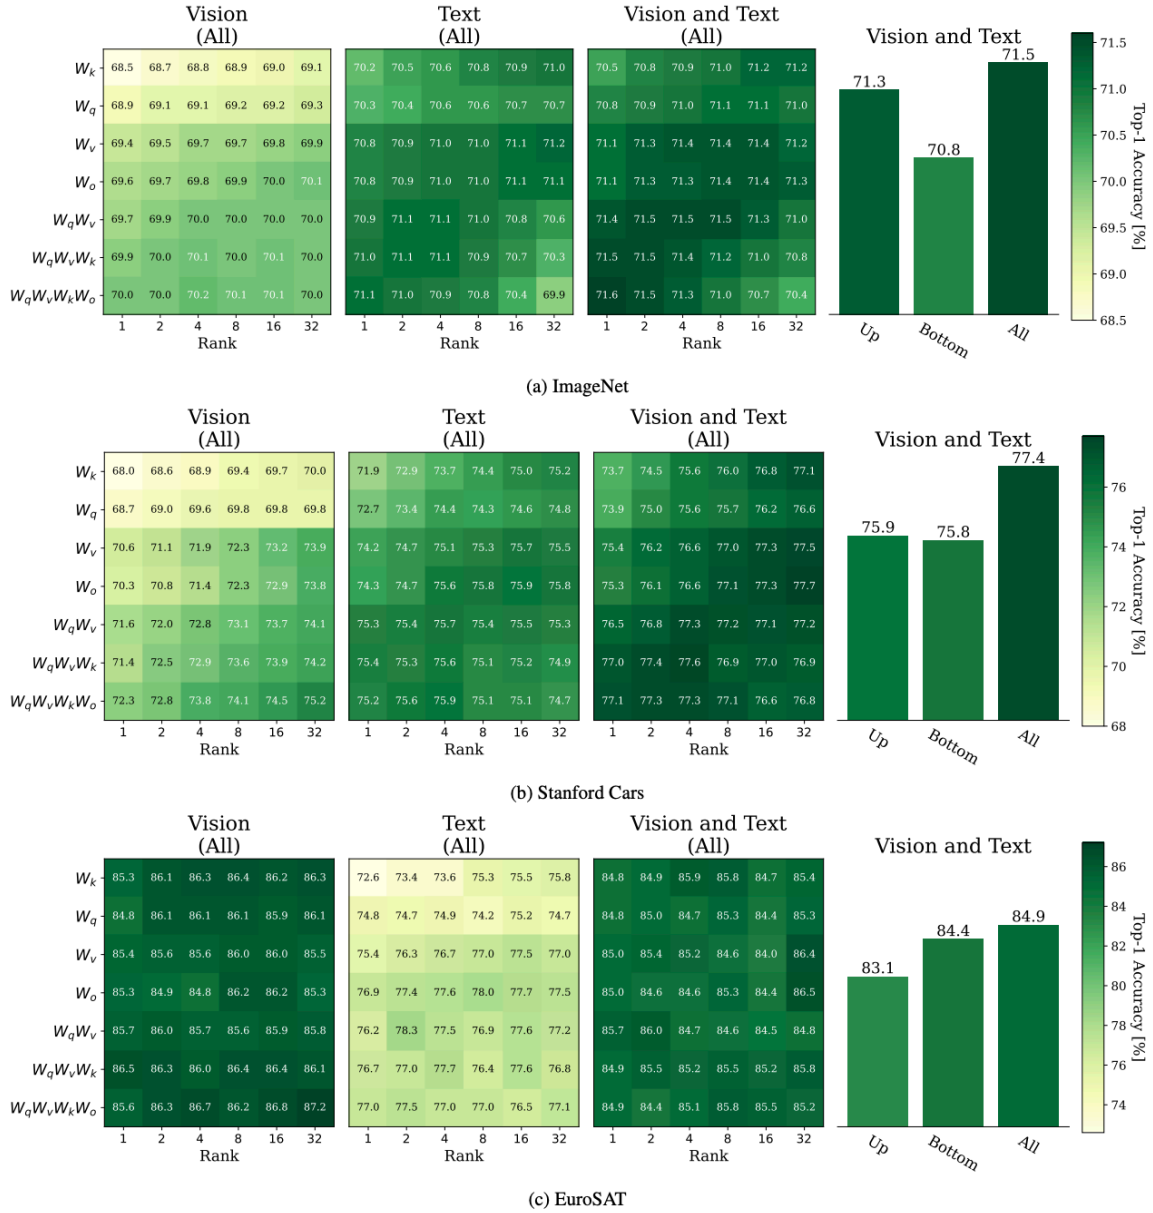 Vision
(All)
Text
(All)
Vision and Text
(All)
Vision and Text
W_k 68.5 68.7 68.8 68.9 69.0 69.1 70.2 70.5 70.6 70.8 70.9 71.0 70.5 70.8 70.9 71.0 71.2 71.2
W_q 68.9 69.1 69.1 69.2 69.2 69.3 70.3 70.4 70.6 70.6 70.7 70.7 70.8 70.9 71.0 71.1 71.1 71.0
W_v 69.4 69.5 69.7 69.7 69.8 69.9 70.8 70.9 71.0 71.0 71.1 71.2 71.1 71.3 71.4 71.4 71.4 71.2
W_o 69.6 69.7 69.8 69.9 70.0 70.1 70.8 70.9 71.0 71.0 71.1 71.1 71.1 71.3 71.3 71.4 71.4 71.3
W_qW_v 69.7 69.9 70.0 70.0 70.0 70.0 70.9 71.1 71.1 71.0 70.8 70.6 71.4 71.5 71.5 71.5 71.3 71.0
W_qW_vW_k 69.9 70.0 70.1 70.0 70.1 70.0 71.0 71.1 71.1 70.9 70.7 70.3 71.5 71.5 71.4 71.2 71.0 70.8
W_qW_vW_kW_o 70.0 70.0 70.2 70.1 70.1 70.0 71.1 71.0 70.9 70.8 70.4 69.9 71.6 71.5 71.3 71.0 70.7 70.4
1 2 4 8 16 32 1 2 4 8 16 32 1 2 4 8 16 32
Rank Rank Rank
71.3 70.8 71.5
Up Bottom All
71.5
71.0
70.5
70.0
69.5
69.0
68.5
Top-1 Accuracy [%]
(a) ImageNet
Vision
(All)
Text
(All)
Vision and Text
(All)
Vision and Text
W_k 68.0 68.6 68.9 69.4 69.7 70.0 71.9 72.9 73.7 74.4 75.0 75.2 73.7 74.5 75.6 76.0 76.8 77.1
W_q 68.7 69.0 69.6 69.8 69.8 69.8 72.7 73.4 74.4 74.3 74.6 74.8 73.9 75.0 75.6 75.7 76.2 76.6
W_v 70.6 71.1 71.9 72.3 73.2 73.9 74.2 74.7 75.1 75.3 75.7 75.5 75.4 76.2 76.6 77.0 77.3 77.5
W_o 70.3 70.8 71.4 72.3 72.9 73.8 74.3 74.7 75.6 75.8 75.9 75.8 75.3 76.1 76.6 77.1 77.3 77.7
W_qW_v 71.6 72.0 72.8 73.1 73.7 74.1 75.3 75.4 75.7 75.4 75.5 75.3 76.5 76.8 77.3 77.2 77.1 77.2
W_qW_vW_k 71.4 72.5 72.9 73.6 73.9 74.2 75.4 75.3 75.6 75.1 75.2 74.9 77.0 77.4 77.6 76.9 77.0 76.9
W_qW_vW_kW_o 72.3 72.8 73.8 74.1 74.5 75.2 75.2 75.6 75.9 75.1 75.1 74.7 77.1 77.3 77.3 77.1 76.6 76.8
1 2 4 8 16 32 1 2 4 8 16 32 1 2 4 8 16 32
Rank Rank Rank
75.9 75.8 77.4
Up Bottom All
76
74
72
70
68
Top-1 Accuracy [%]
(b) Stanford Cars
Vision
(All)
Text
(All)
Vision and Text
(All)
Vision and Text
W_k 85.3 86.1 86.3 86.4 86.2 86.3 72.6 73.4 73.6 75.3 75.5 75.8 84.8 84.9 85.9 85.8 84.7 85.4
W_q 84.8 86.1 86.1 86.1 85.9 86.1 74.8 74.7 74.9 74.2 75.2 74.7 84.8 85.0 84.7 85.3 84.4 85.3
W_v 85.4 85.6 85.6 86.0 86.0 85.5 75.4 76.3 76.7 77.0 77.5 77.0 85.0 85.4 85.2 84.6 84.0 86.4
W_o 85.3 84.9 84.8 86.2 86.2 85.3 76.9 77.4 77.6 78.0 77.7 77.5 85.0 84.6 84.6 85.3 84.4 86.5
W_qW_v 85.7 86.0 85.7 85.6 85.9 85.8 76.2 78.3 77.5 76.9 77.6 77.2 85.7 86.0 84.7 84.6 84.5 84.8
W_qW_vW_k 86.5 86.3 86.0 86.4 86.4 86.1 76.7 77.0 77.7 76.4 77.6 76.8 84.9 85.5 85.2 85.5 85.2 85.8
W_qW_vW_kW_o 85.6 86.3 86.7 86.2 86.8 87.2 77.0 77.5 77.0 77.0 76.5 77.1 84.9 84.4 85.1 85.8 85.5 85.2
1 2 4 8 16 32 1 2 4 8 16 32 1 2 4 8 16 32
Rank Rank Rank
83.1 84.4 84.9
Up Bottom All
86
84
82
80
78
76
74
Top-1 Accuracy [%]
(c) EuroSAT